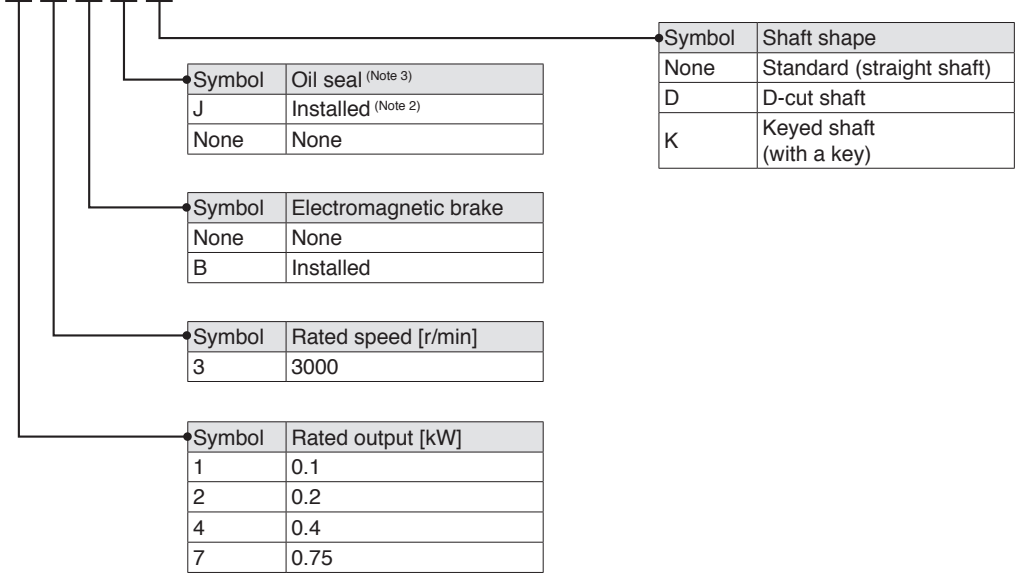 Symbol Shaft shape
None Standard (straight shaft)
D D-cut shaft
K Keyed shaft
(with a key)
Symbol Oil seal (Note 3)
J Installed (Note 2)
None None
Symbol Electromagnetic brake
None None
B Installed
Symbol Rated speed [r/min]
3 3000
Symbol Rated output [kW]
1 0.1
2 0.2
4 0.4
7 0.75